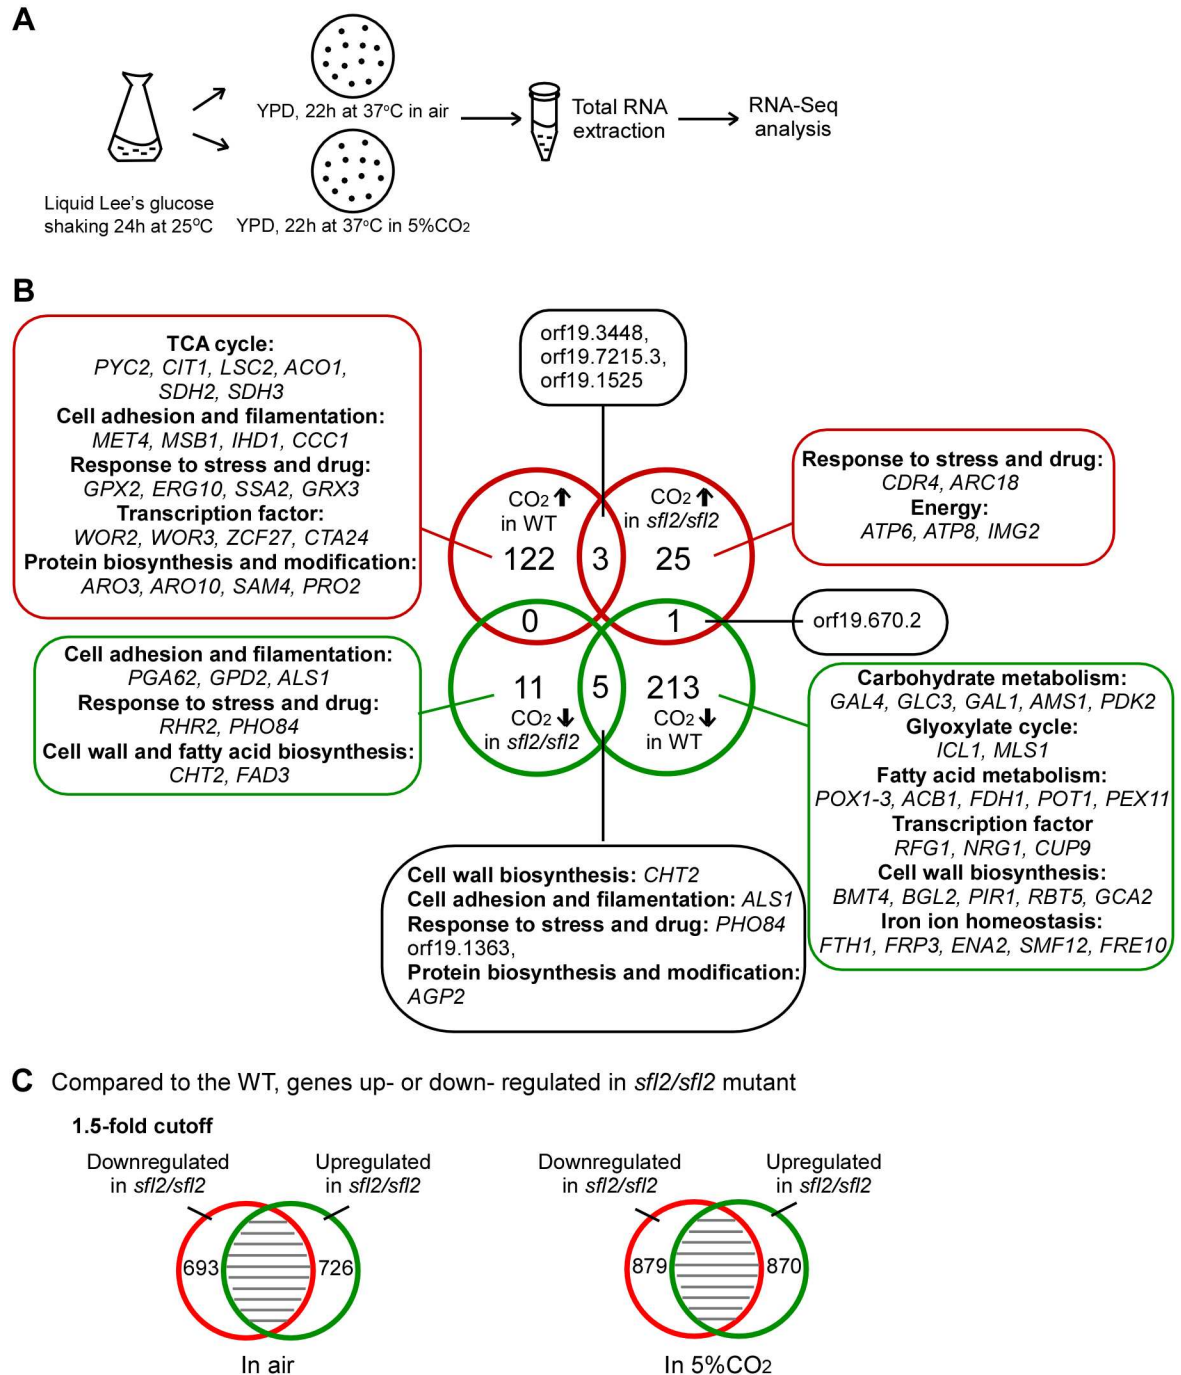 A
YPD, 22h at 37°C in air
Total RNA
extraction
RNA-Seq
analysis
Liquid Lee's glucose
shaking 24h at 25°C
YPD, 22h at 37°C in 5%CO2
B
orf19.3448,
orf19.7215.3,
orf19.1525
TCA cycle:
PYC2, CIT1, LSC2, ACO1,
SDH2, SDH3
Cell adhesion and filamentation:
MET4, MSB1, IHD1, CCC1
Response to stress and drug:
GPX2, ERG10, SSA2, GRX3
Transcription factor:
WOR2, WOR3, ZCF27, CTA24
Protein biosynthesis and modification:
ARO3, ARO10, SAM4, PRO2
Response to stress and drug:
CDR4, ARC18
Energy:
ATP6, ATP8, IMG2
CO2
in WT
122
3
CO2
in sfl2/sfl2
25
0
1
orf19.670.2
11
CO2
in sfl2/sfl2
5
213
CO2
in WT
Cell adhesion and filamentation:
PGA62, GPD2, ALS1
Response to stress and drug:
RHR2, PHO84
Cell wall and fatty acid biosynthesis:
CHT2, FAD3
Carbohydrate metabolism:
GAL4, GLC3, GAL1, AMS1, PDK2
Glyoxylate cycle:
ICL1, MLS1
Fatty acid metabolism:
POX1-3, ACB1, FDH1, POT1, PEX11
Transcription factor
RFG1, NRG1, CUP9
Cell wall biosynthesis:
BMT4, BGL2, PIR1, RBT5, GCA2
Iron ion homeostasis:
FTH1, FRP3, ENA2, SMF12, FRE10
Cell wall biosynthesis: CHT2
Cell adhesion and filamentation: ALS1
Response to stress and drug: PHO84
orf19.1363,
Protein biosynthesis and modification:
AGP2
C Compared to the WT, genes up- or down- regulated in sfl2/sfl2 mutant
1.5-fold cutoff
Downregulated
in sfl2/sfl2
Upregulated
in sfl2/sfl2
693
726
In air
Downregulated
in sfl2/sfl2
Upregulated
in sfl2/sfl2
879
870
In 5%CO2